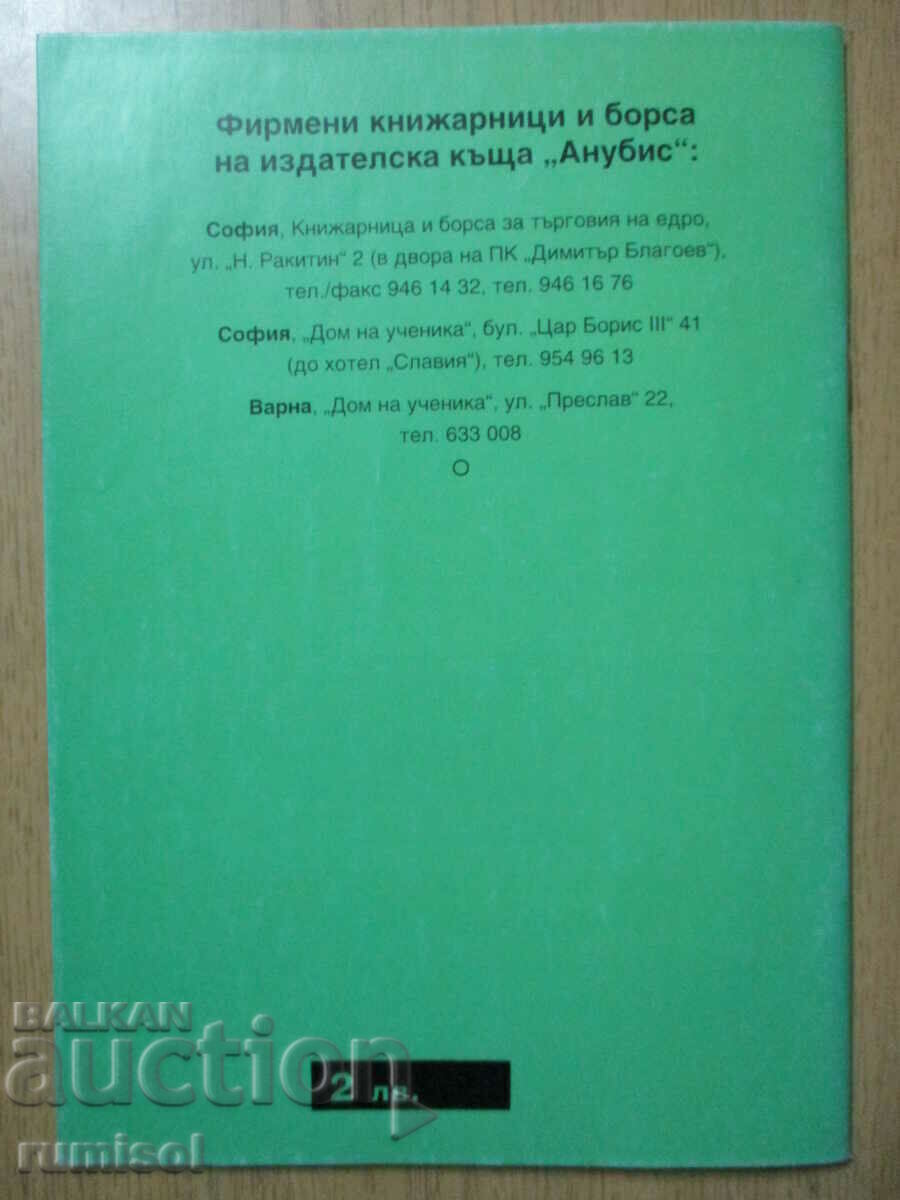 Фирмени книжарници и борса
на издателска къща „Анубис“:
София, Книжарница и борса за търговия на едро,
ул. „Н. Ракитин“ 2 (в двора на ПК „Димитър Благоев“),
тел./факс 946 14 32, тел. 946 16 76
София, „Дом на ученика“, бул. „Цар Борис III“ 41
(до хотел „Славия“), тел. 954 96 13
Варна, „Дом на ученика“, ул. „Преслав“ 22,
тел. 633 008
BALKAN
auction
2 лв.
rumisol